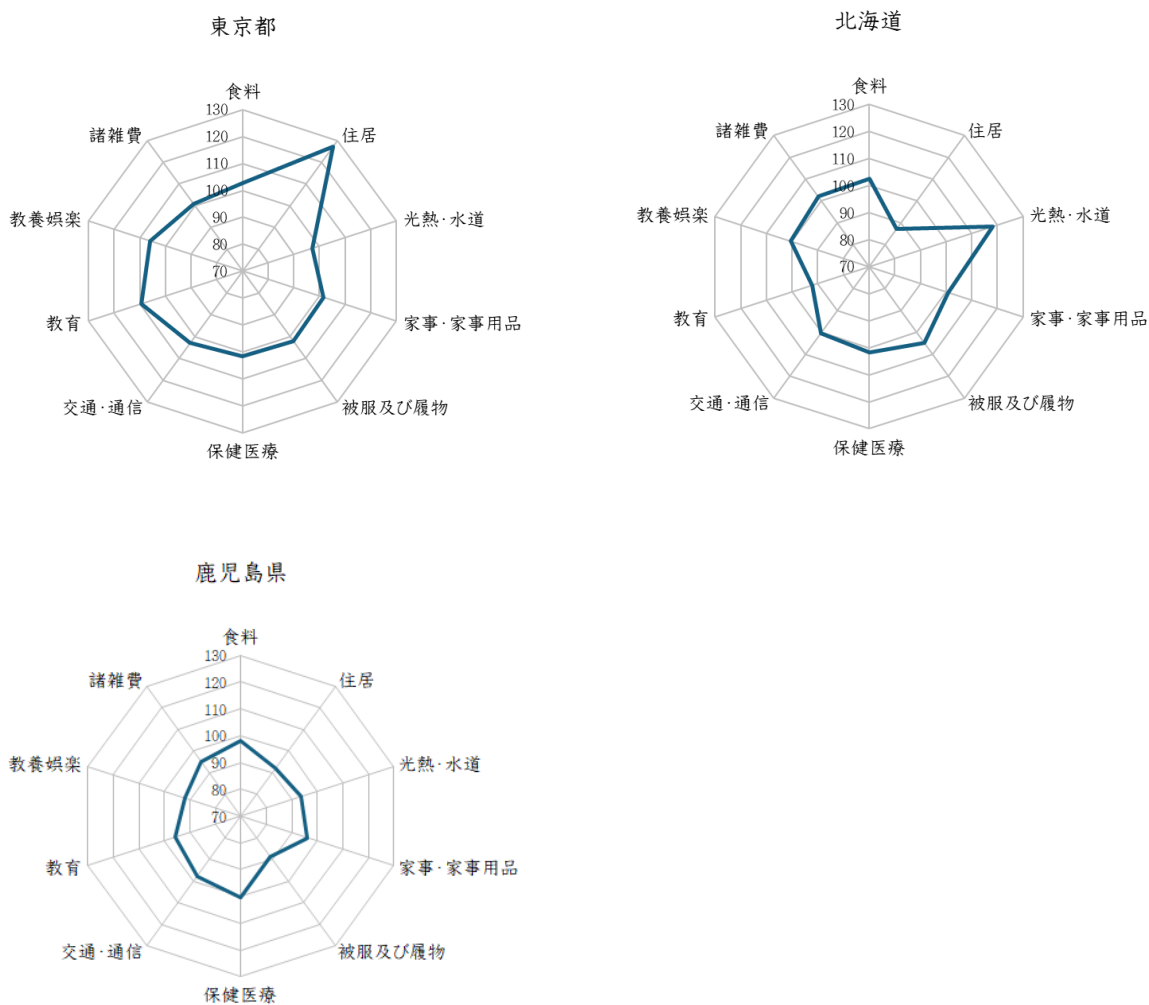 東京都
食料
130
120
110
100
90
80
70
住居
光熱･水道
家事･家事用品
被服及び履物
保健医療
交通･通信
教育
教養娯楽
諸雑費
北海道
食料
130
120
110
100
90
80
70
住居
光熱･水道
家事･家事用品
被服及び履物
保健医療
交通･通信
教育
教養娯楽
諸雑費
鹿児島県
食料
130
120
110
100
90
80
70
住居
光熱･水道
家事･家事用品
被服及び履物
保健医療
交通･通信
教育
教養娯楽
諸雑費